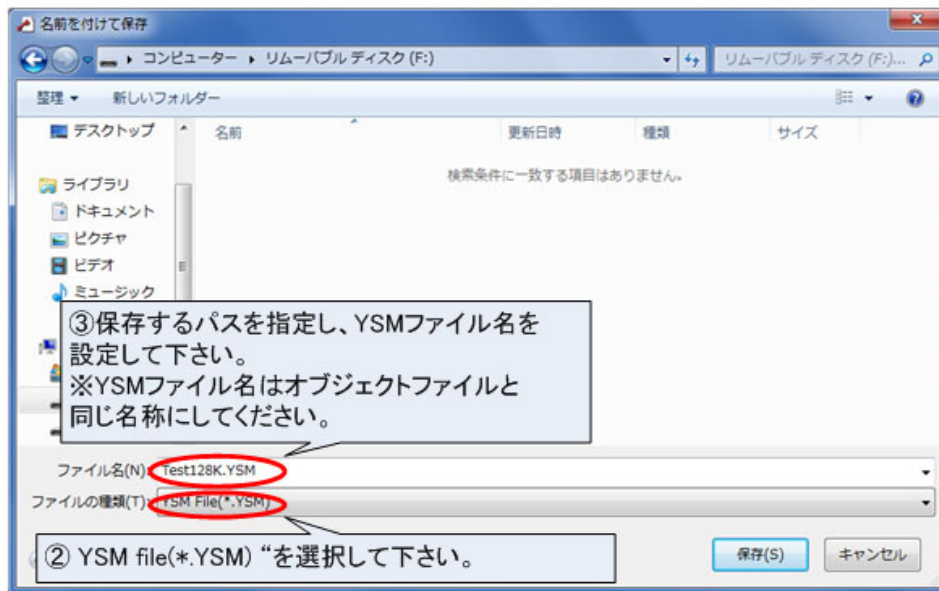 名前を付けて保存
コンピューター ▸ リムーバブル ディスク (F:)
リムーバブル ディスク (F:)...
整理 ▼ 新しいフォルダー
デスクトップ
名前 更新日時 種類 サイズ
検索条件に一致する項目はありません。
ライブラリ
ドキュメント
ピクチャ
ビデオ
ミュージック
③保存するパスを指定し、YSMファイル名を
設定して下さい。
※YSMファイル名はオブジェクトファイルと
同じ名称にしてください。
ファイル名(N): Test128K.YSM
ファイルの種類(T): YSM File(*.YSM)
② YSM file(*.YSM) “を選択して下さい。
保存(S) キャンセル